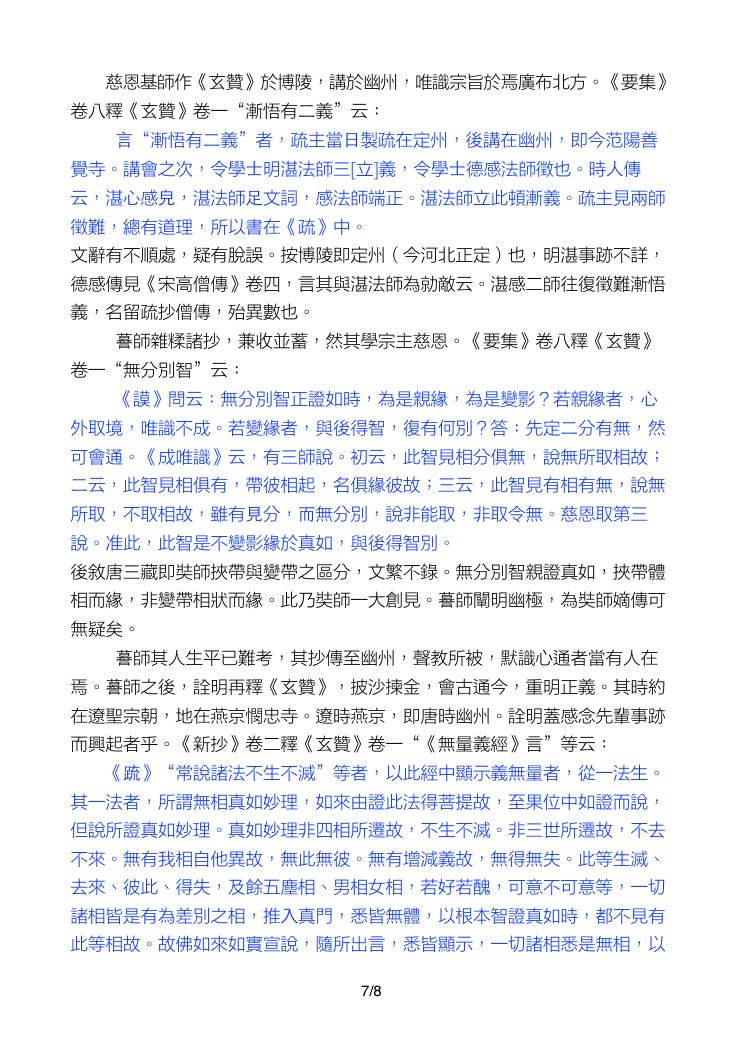 慈恩基師作《玄贊》於博陵，講於幽州，唯識宗旨於焉廣布北方。《要集》
卷八釋《玄贊》卷一“漸悟有二義”云：
言“漸悟有二義”者，疏主當日製疏在定州，後講在幽州，即今范陽善
覺寺。講會之次，令學士明湛法師三[立]義，令學士德感法師徵也。時人傳
云，湛心感皃，湛法師足文詞，感法師端正。湛法師立此頓漸義。疏主見兩師
徵難，總有道理，所以書在《疏》中。
文辭有不順處，疑有脫誤。按博陵即定州（今河北正定）也，明湛事跡不詳，
德感傳見《宋高僧傳》卷四，言其與湛法師為勍敵云。湛感二師往復徵難漸悟
義，名留疏抄僧傳，殆異數也。
謩師雜糅諸抄，兼收並蓄，然其學宗主慈恩。《要集》卷八釋《玄贊》
卷一“無分別智”云：
《謨》問云：無分別智正證如時，為是親緣，為是變影？若親緣者，心
外取境，唯識不成。若變緣者，與後得智，復有何別？答：先定二分有無，然
可會通。《成唯識》云，有三師說。初云，此智見相分俱無，說無所取相故；
二云，此智見相俱有，帶彼相起，名俱緣彼故；三云，此智見有相有無，說無
所取，不取相故，雖有見分，而無分別，說非能取，非取令無。慈恩取第三
說。准此，此智是不變影緣於真如，與後得智別。
後敘唐三藏即奘師挾帶與變帶之區分，文繁不錄。無分別智親證真如，挾帶體
相而緣，非變帶相狀而緣。此乃奘師一大創見。謩師闡明幽極，為奘師嫡傳可
無疑矣。
謩師其人生平已難考，其抄傳至幽州，聲教所被，默識心通者當有人在
焉。謩師之後，詮明再釋《玄贊》，披沙揀金，會古通今，重明正義。其時約
在遼聖宗朝，地在燕京憫忠寺。遼時燕京，即唐時幽州。詮明蓋感念先輩事跡
而興起者乎。《新抄》卷二釋《玄贊》卷一“《無量義經》言”等云：
《疏》“常說諸法不生不滅”等者，以此經中顯示義無量者，從一法生。
其一法者，所謂無相真如妙理，如來由證此法得菩提故，至果位中如證而說，
但說所證真如妙理。真如妙理非四相所遷故，不生不滅。非三世所遷故，不去
不來。無有我相自他異故，無此無彼。無有增減義故，無得無失。此等生滅、
去來、彼此、得失，及餘五塵相、男相女相，若好若醜，可意不可意等，一切
諸相皆是有為差別之相，推入真門，悉皆無體，以根本智證真如時，都不見有
此等相故。故佛如來如實宣說，隨所出言，悉皆顯示，一切諸相悉是無相，以
7/8